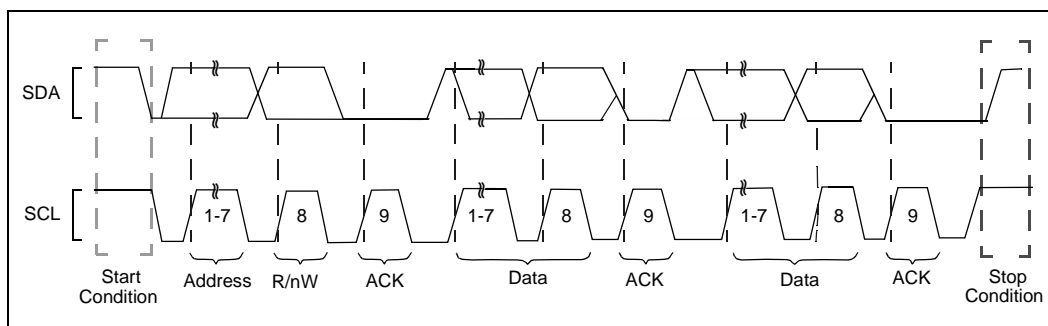 SDA
SCL
1-7 8 9 1-7 8 9 1-7 8 9
Start Condition
Address
R/nW
ACK
Data
ACK
Data
ACK
Stop Condition